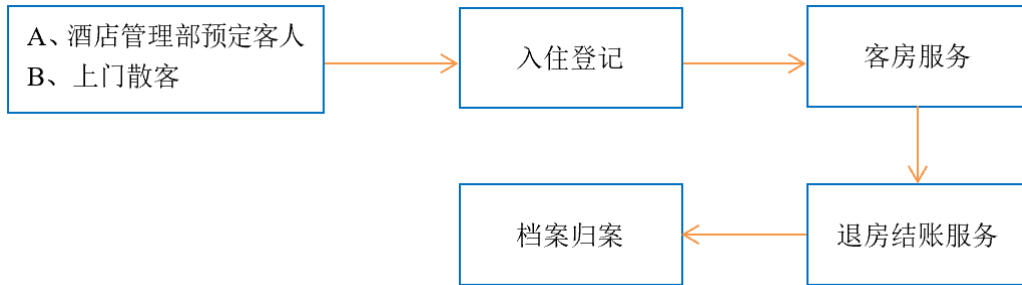 A、酒店管理部预定客人
B、上门散客
入住登记
客房服务
退房结账服务
档案归案